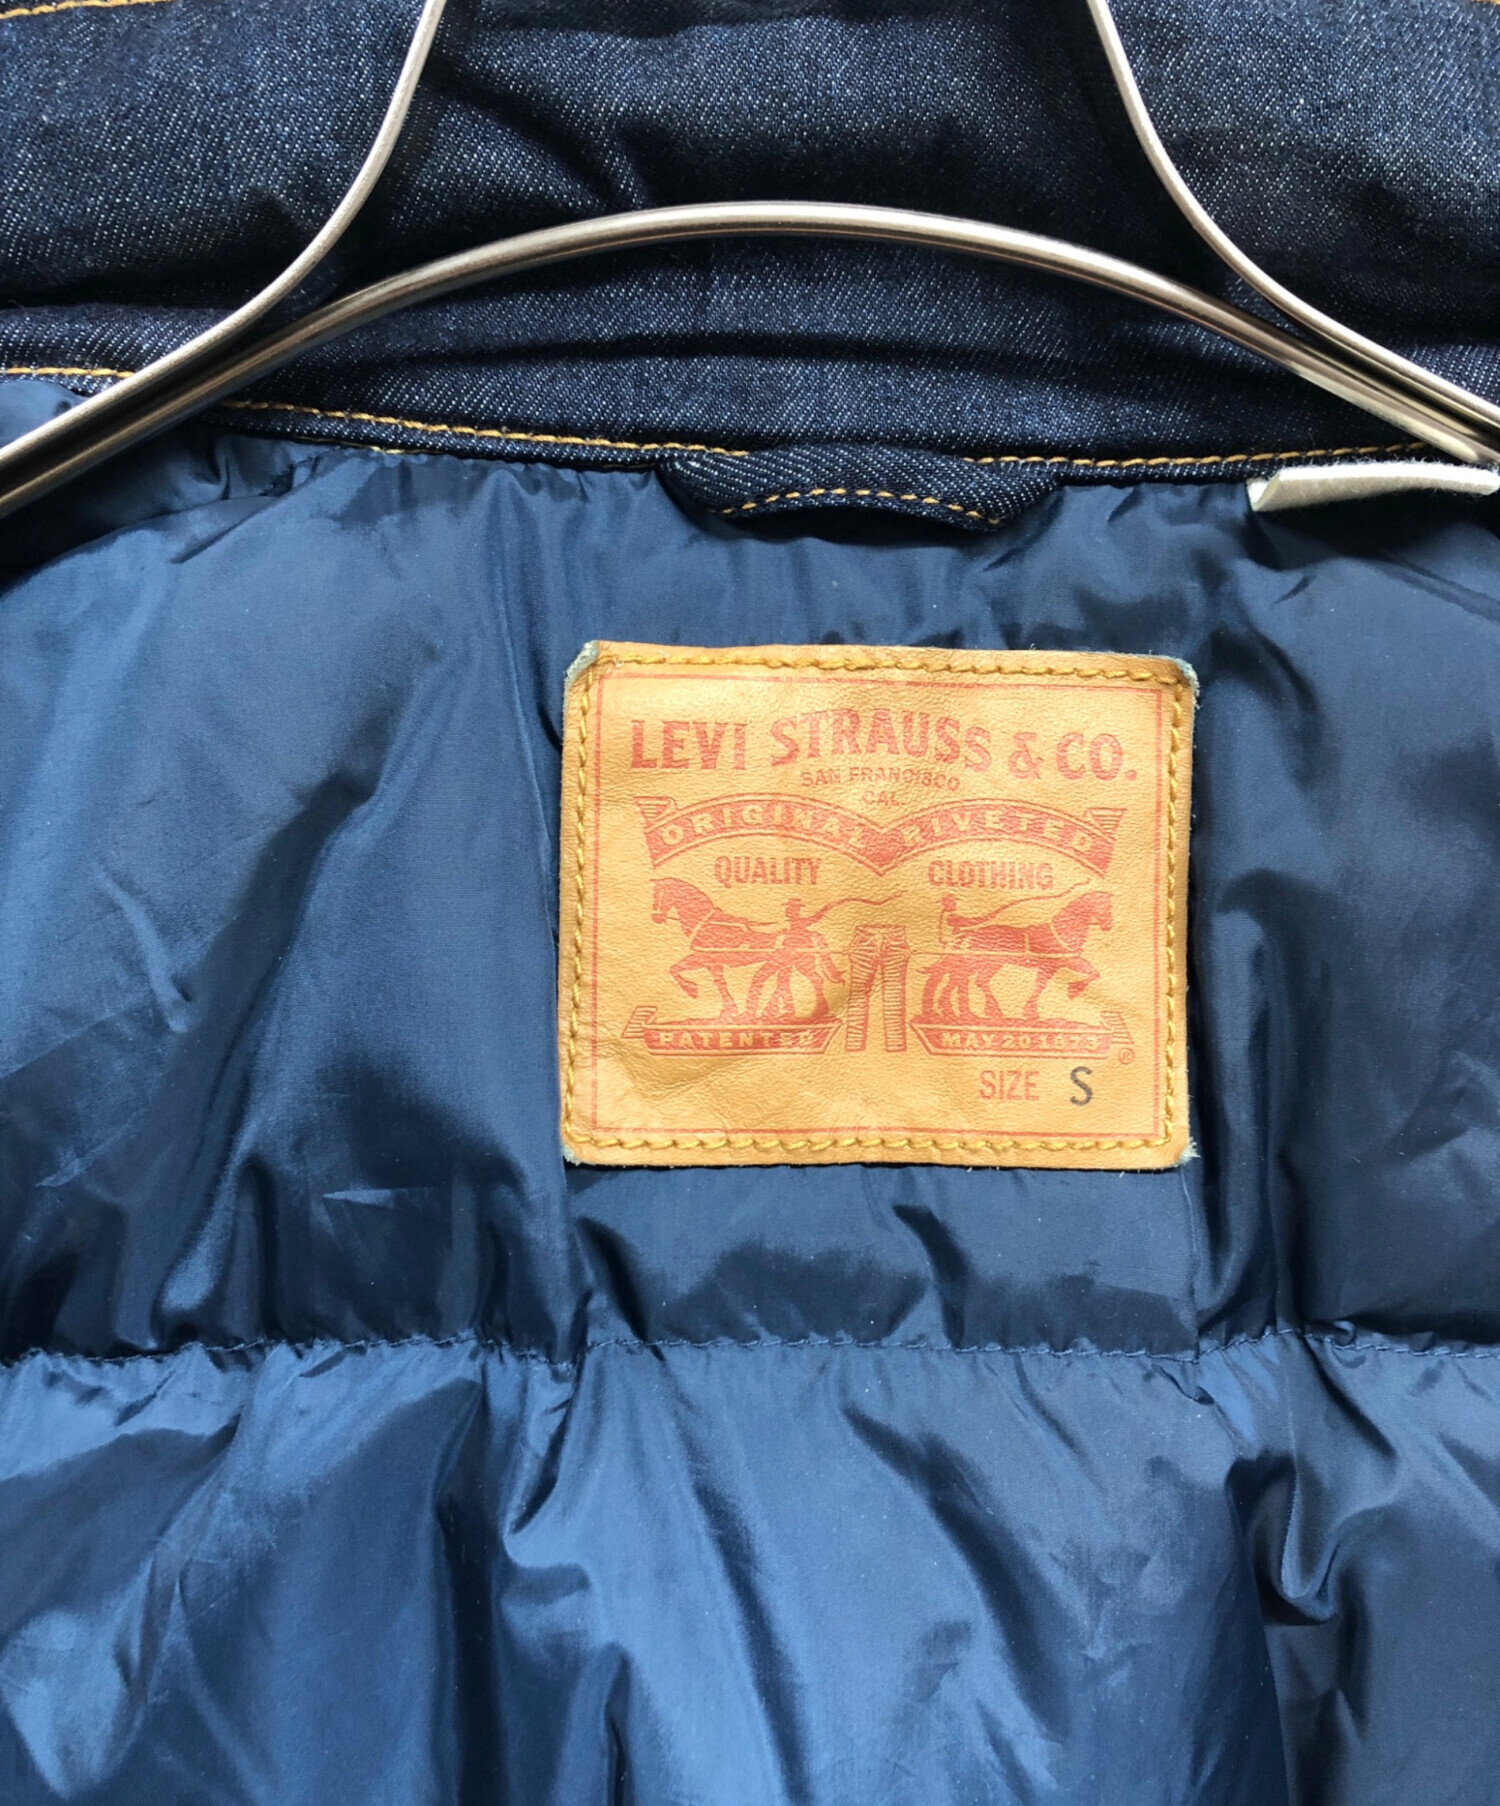 LEVI STRAUSS & CO.
SAN FRANCISCO
CAL.
ORIGINAL RIVETED
QUALITY CLOTHING
PATENTED MAY 20 1873
®
SIZE S